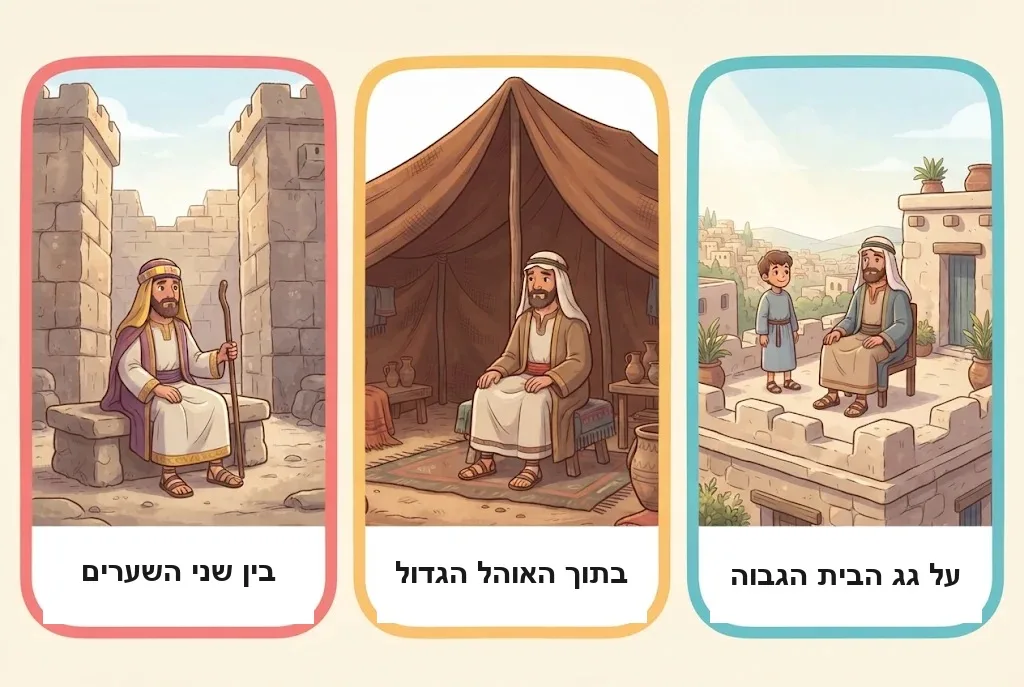 על גג הבית הגבוה
בתוך האוהל הגדול
בין שני השערים